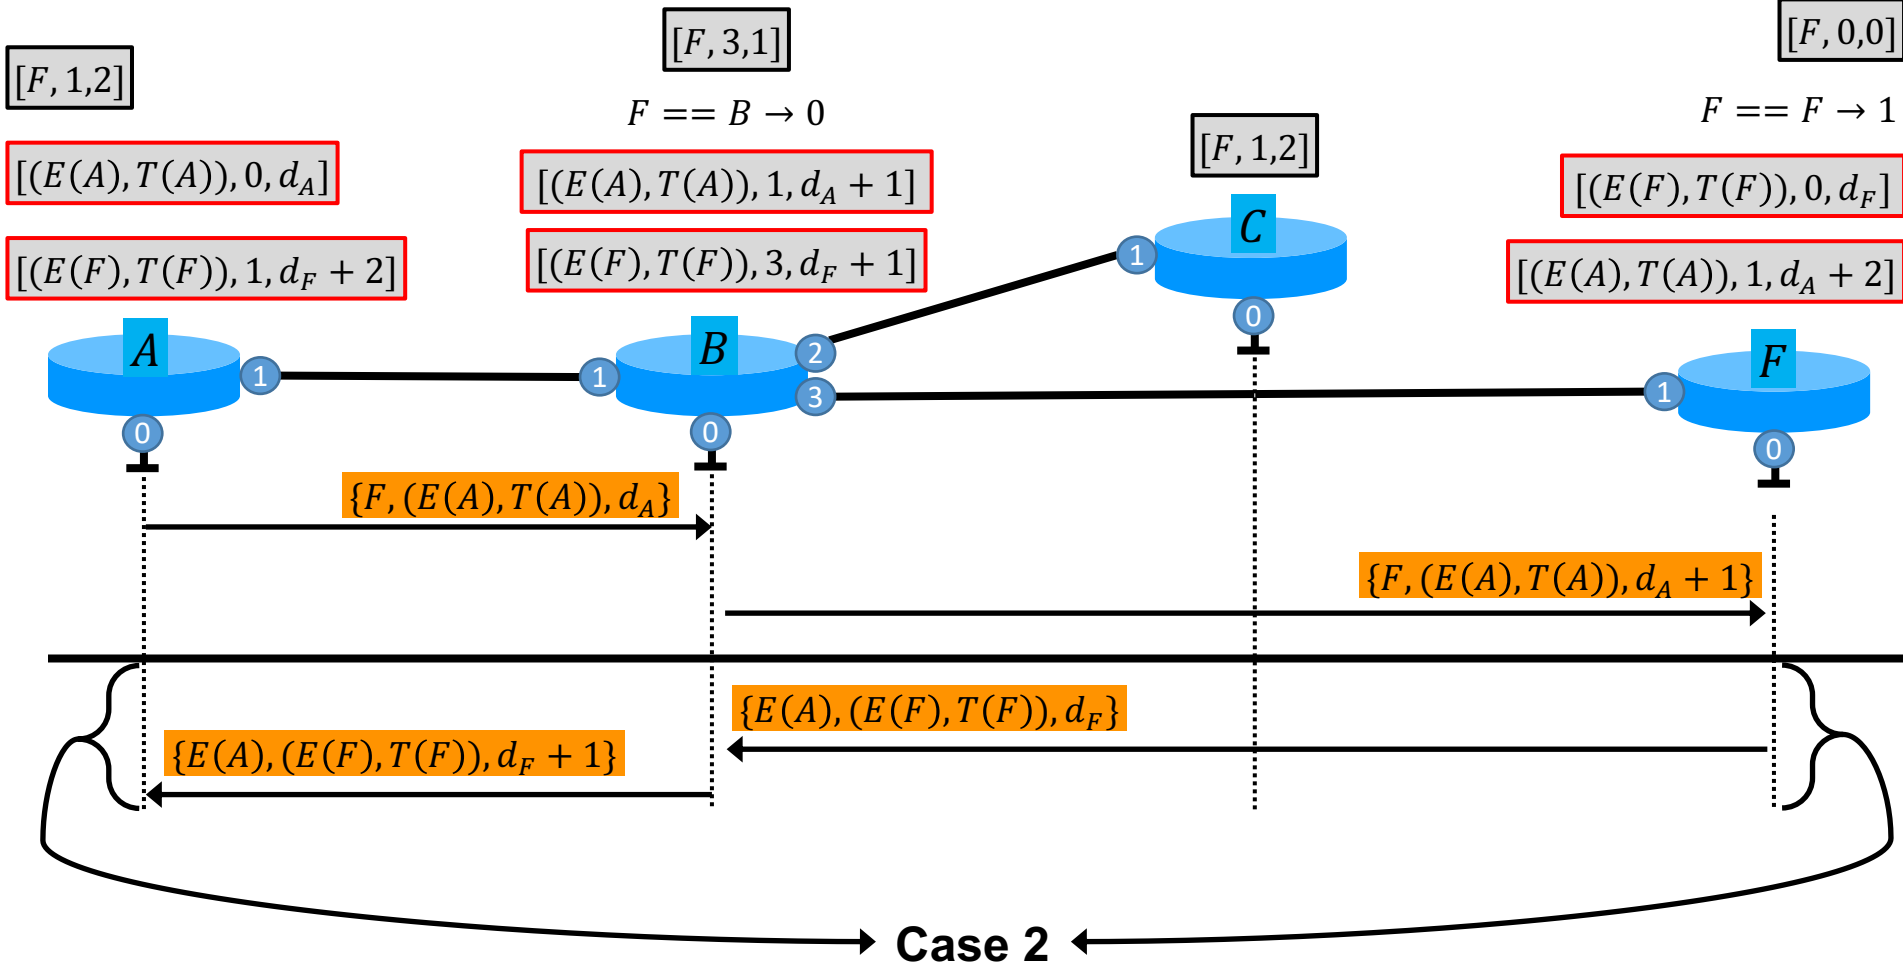 [F, 1,2]
[(E(A), T(A)), 0, d_A]
[(E(F), T(F)), 1, d_F + 2]
[F, 3,1]
F == B → 0
[(E(A), T(A)), 1, d_A + 1]
[(E(F), T(F)), 3, d_F + 1]
[F, 1,2]
[F, 0,0]
F == F → 1
[(E(F), T(F)), 0, d_F]
[(E(A), T(A)), 1, d_A + 2]
A
1
0
B
1
2
3
0
C
1
0
F
1
0
{F, (E(A), T(A)), d_A}
{F, (E(A), T(A)), d_A + 1}
{E(A), (E(F), T(F)), d_F}
{E(A), (E(F), T(F)), d_F + 1}
Case 2